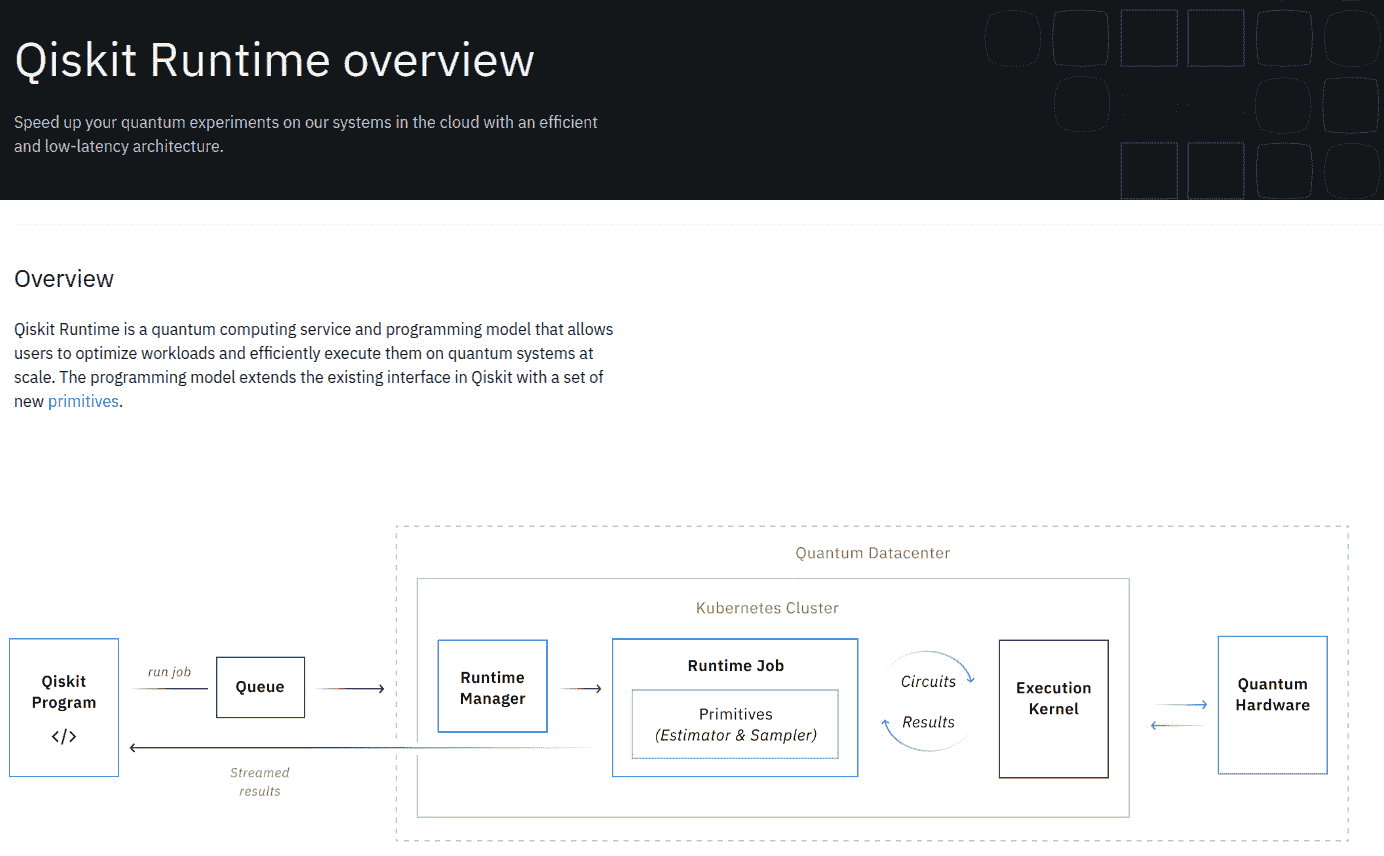 Qiskit Runtime overview
Speed up your quantum experiments on our systems in the cloud with an efficient
and low-latency architecture.
Overview
Qiskit Runtime is a quantum computing service and programming model that allows
users to optimize workloads and efficiently execute them on quantum systems at
scale. The programming model extends the existing interface in Qiskit with a set of
new primitives.
Quantum Datacenter
Kubernetes Cluster
Qiskit
Program
</>
run job
Queue
Streamed
results
Runtime
Manager
Runtime Job
Primitives
(Estimator & Sampler)
Circuits
Results
Execution
Kernel
Quantum
Hardware